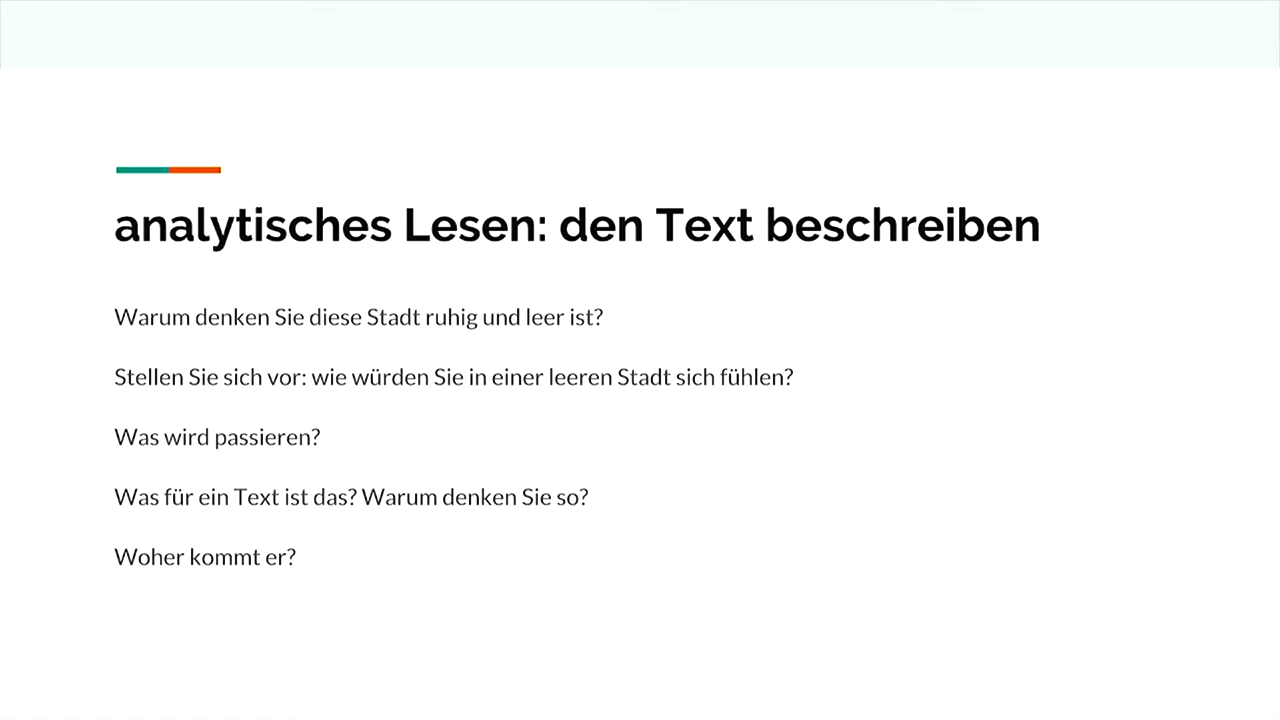 analytisches Lesen: den Text beschreiben
Warum denken Sie diese Stadt ruhig und leer ist?
Stellen Sie sich vor: wie würden Sie in einer leeren Stadt sich fühlen?
Was wird passieren?
Was für ein Text ist das? Warum denken Sie so?
Woher kommt er?